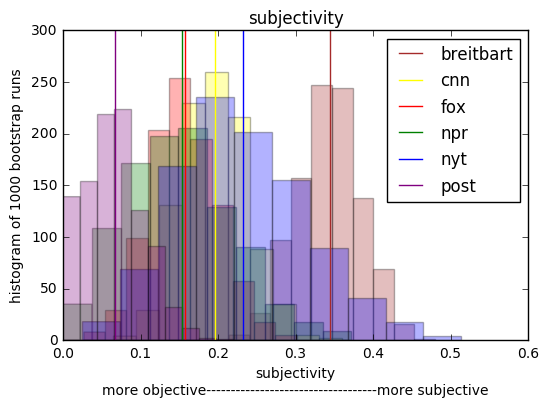 subjectivity
300
250
200
150
100
50
0
histogram of 1000 bootstrap runs
breitbart
cnn
fox
npr
nyt
post
0.0 0.1 0.2 0.3 0.4 0.5 0.6
subjectivity
more objective-----------------------------------more subjective